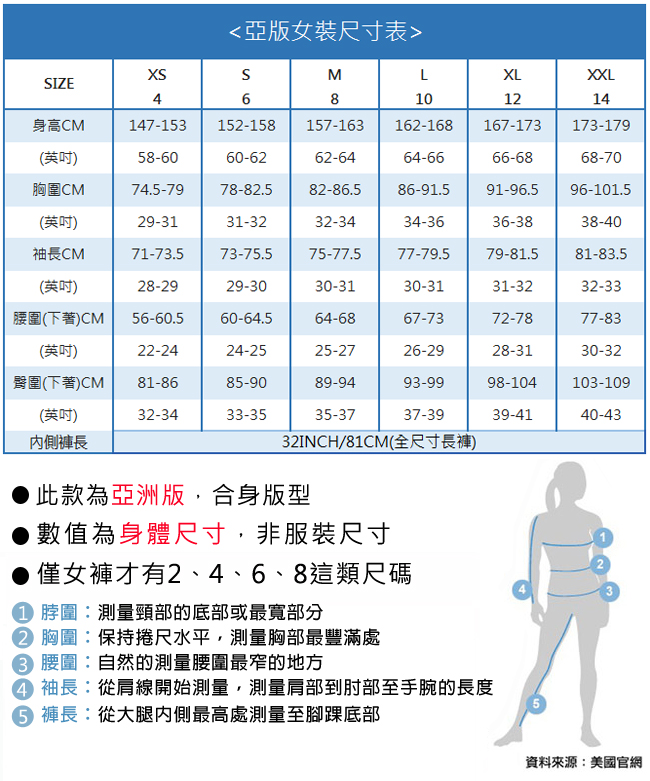 <亞版女裝尺寸表>
SIZE XS S M L XL XXL
4 6 8 10 12 14
身高CM 147-153 152-158 157-163 162-168 167-173 173-179
(英吋) 58-60 60-62 62-64 64-66 66-68 68-70
胸圍CM 74.5-79 78-82.5 82-86.5 86-91.5 91-96.5 96-101.5
(英吋) 29-31 31-32 32-34 34-36 36-38 38-40
袖長CM 71-73.5 73-75.5 75-77.5 77-79.5 79-81.5 81-83.5
(英吋) 28-29 29-30 30-31 30-31 31-32 32-33
腰圍(下著)CM 56-60.5 60-64.5 64-68 67-73 72-78 77-83
(英吋) 22-24 24-25 25-27 26-29 28-31 30-32
臀圍(下著)CM 81-86 85-90 89-94 93-99 98-104 103-109
(英吋) 32-34 33-35 35-37 37-39 39-41 40-43
內側褲長 32INCH/81CM(全尺寸長褲)
●此款為亞洲版，合身版型
●數值為身體尺寸，非服裝尺寸
●僅女褲才有2、4、6、8這類尺碼
1 脖圍：測量頸部的底部或最寬部分
2 胸圍：保持捲尺水平，測量胸部最豐滿處
3 腰圍：自然的測量腰圍最窄的地方
4 袖長：從肩線開始測量，測量肩部到肘部至手腕的長度
5 褲長：從大腿內側最高處測量至腳踝底部
1
2
4 3
5
資料來源：美國官網